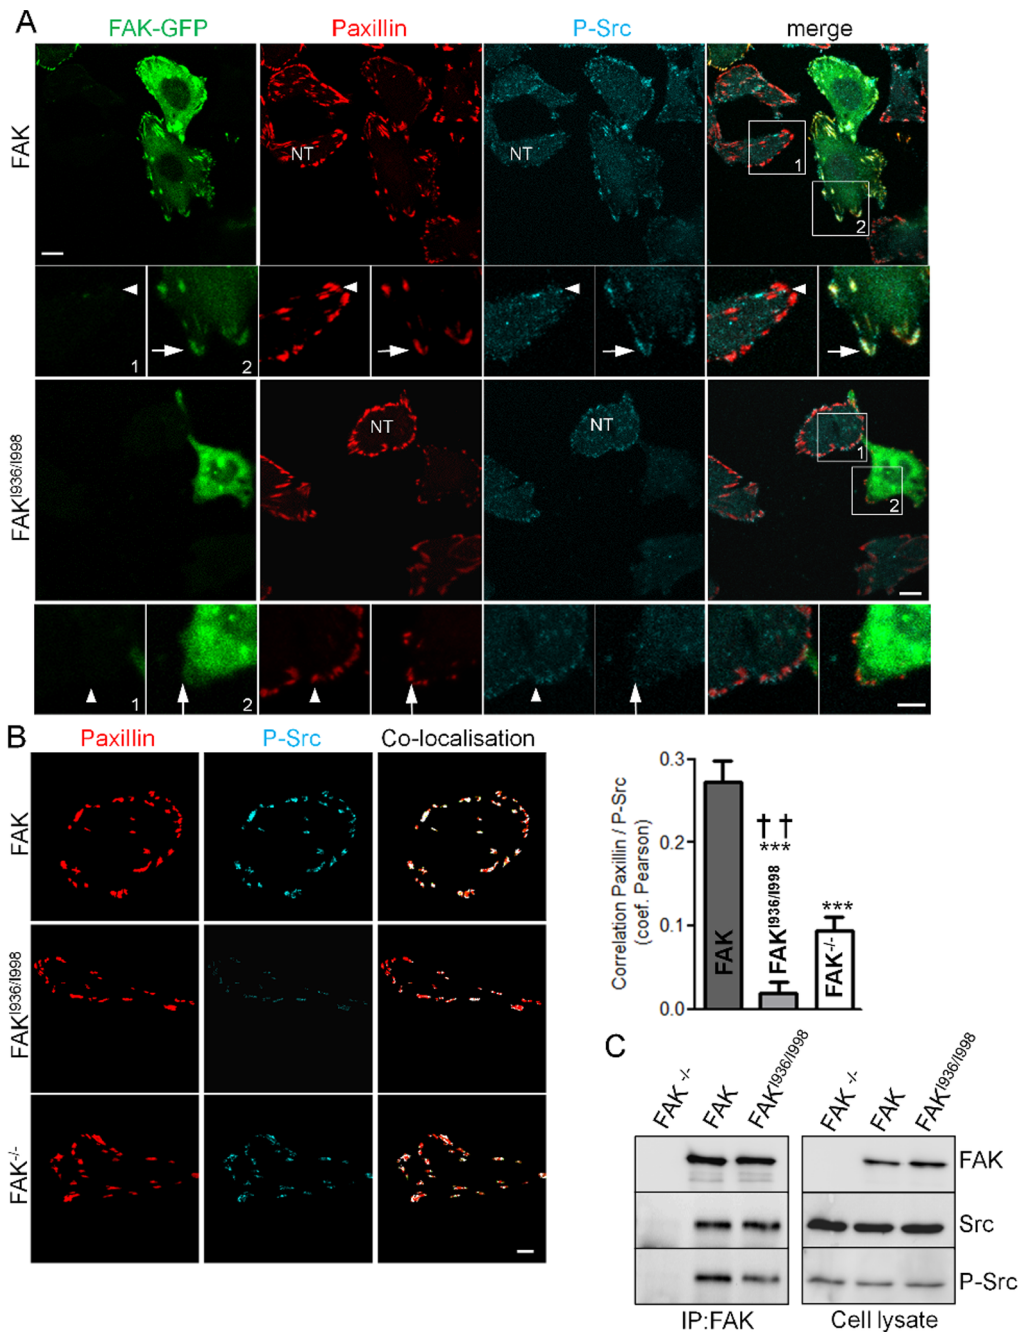 A
FAK-GFP Paxillin P-Src merge
FAK
NT NT 1 2
1 2
FAK^I936/I998
NT NT 1 2
1 2
B
Paxillin P-Src Co-localisation
FAK
FAK^I936/I998
FAK^-/-
Correlation Paxillin / P-Src
(coef. Pearson)
0.3
0.2
0.1
0.0
† †
***
***
FAK
FAK^I936/I998
FAK^-/-
C
FAK^-/- FAK FAK^I936/I998 FAK^-/- FAK FAK^I936/I998
FAK
Src
P-Src
IP:FAK Cell lysate